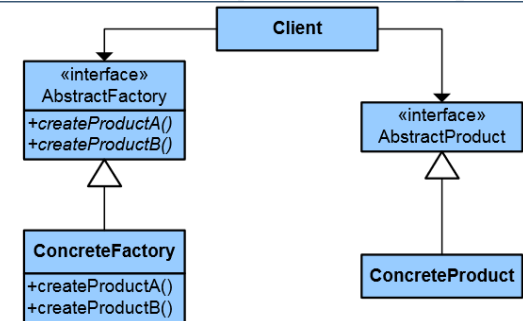 Client
«interface»
AbstractFactory
+createProductA()
+createProductB()
«interface»
AbstractProduct
ConcreteFactory
+createProductA()
+createProductB()
ConcreteProduct